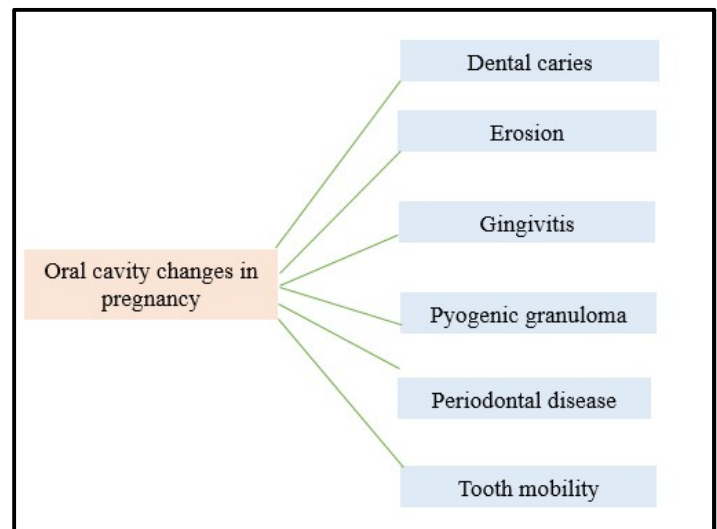 Dental caries
Erosion
Gingivitis
Oral cavity changes in
pregnancy
Pyogenic granuloma
Periodontal disease
Tooth mobility